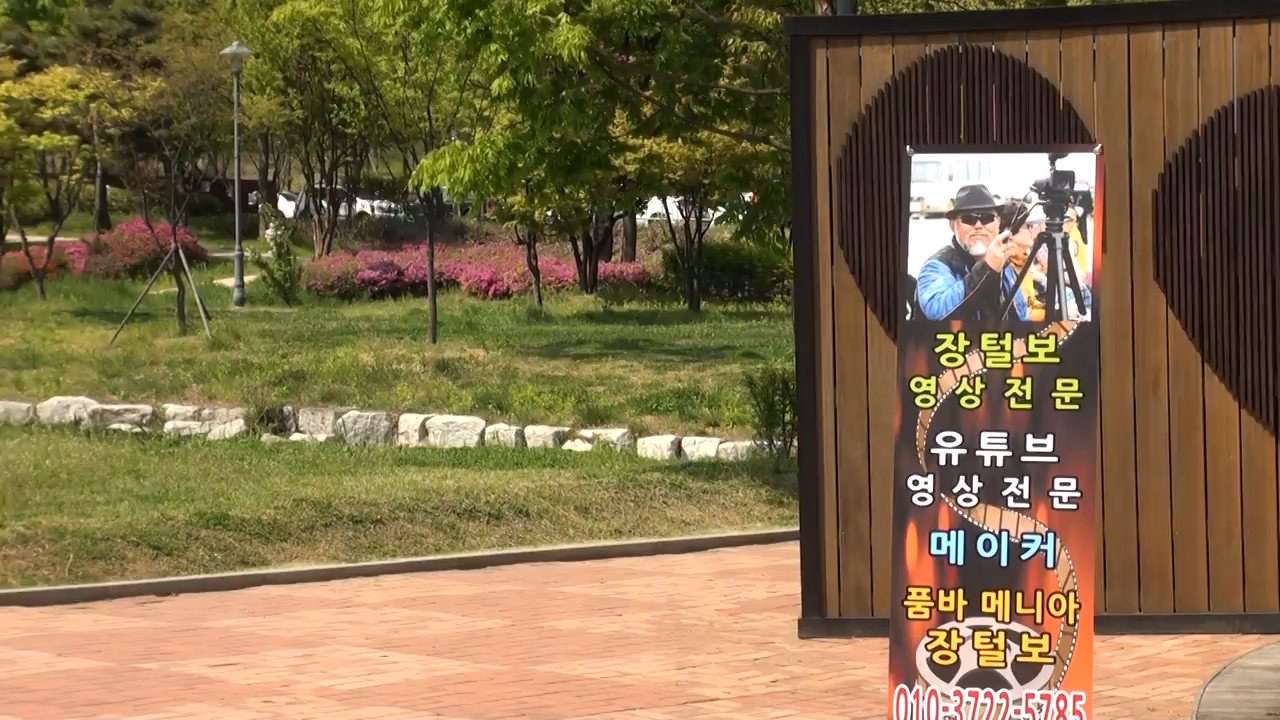 장털보
영상전문
유튜브
영상전문
메이커
품바 메니아
장털보
010-3722-5785